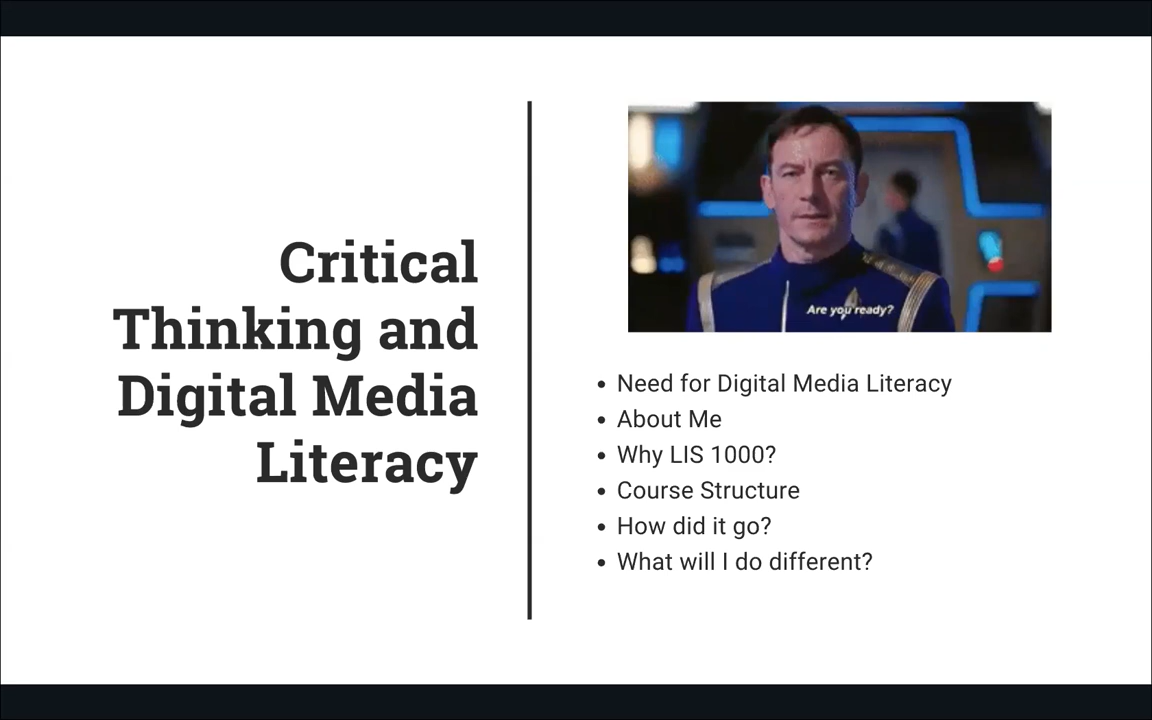 Critical
Thinking and
Digital Media
Literacy
Are you ready?
• Need for Digital Media Literacy
• About Me
• Why LIS 1000?
• Course Structure
• How did it go?
• What will I do different?